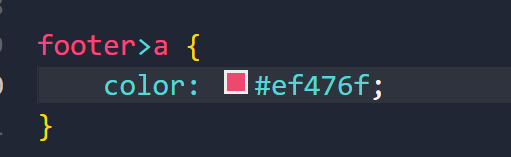 footer>a {
    color: #ef476f;
}